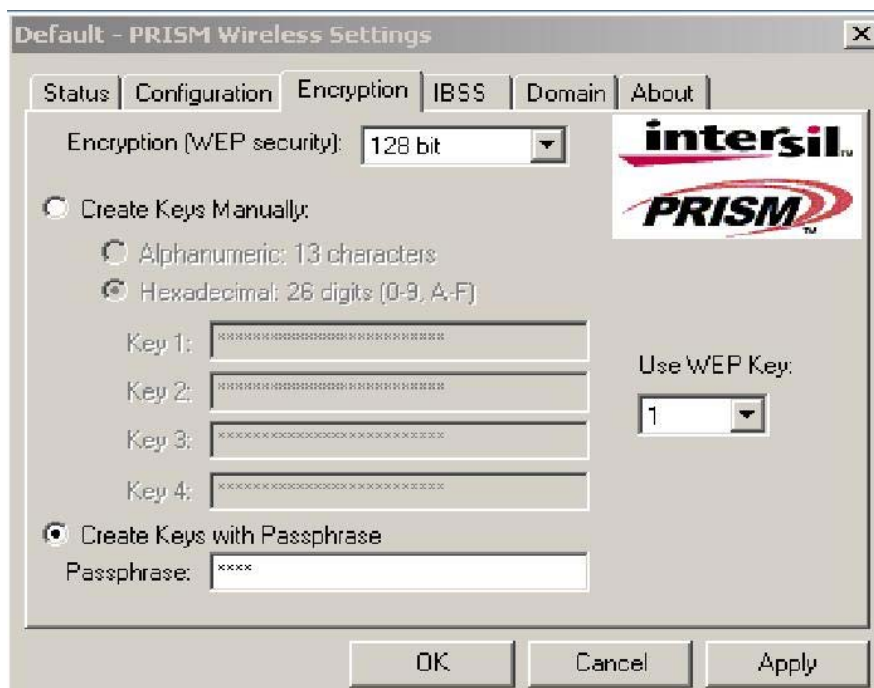 Default - PRISM Wireless Settings
Status Configuration Encryption IBSS Domain About
Encryption (WEP security): 128 bit
intersil™
PRISM™
Create Keys Manually:
Alphanumeric: 13 characters
Hexadecimal: 26 digits (0-9, A-F)
Key 1: **************************
Key 2: **************************
Key 3: **************************
Key 4: **************************
Use WEP Key:
1
Create Keys with Passphrase
Passphrase: ****
OK Cancel Apply